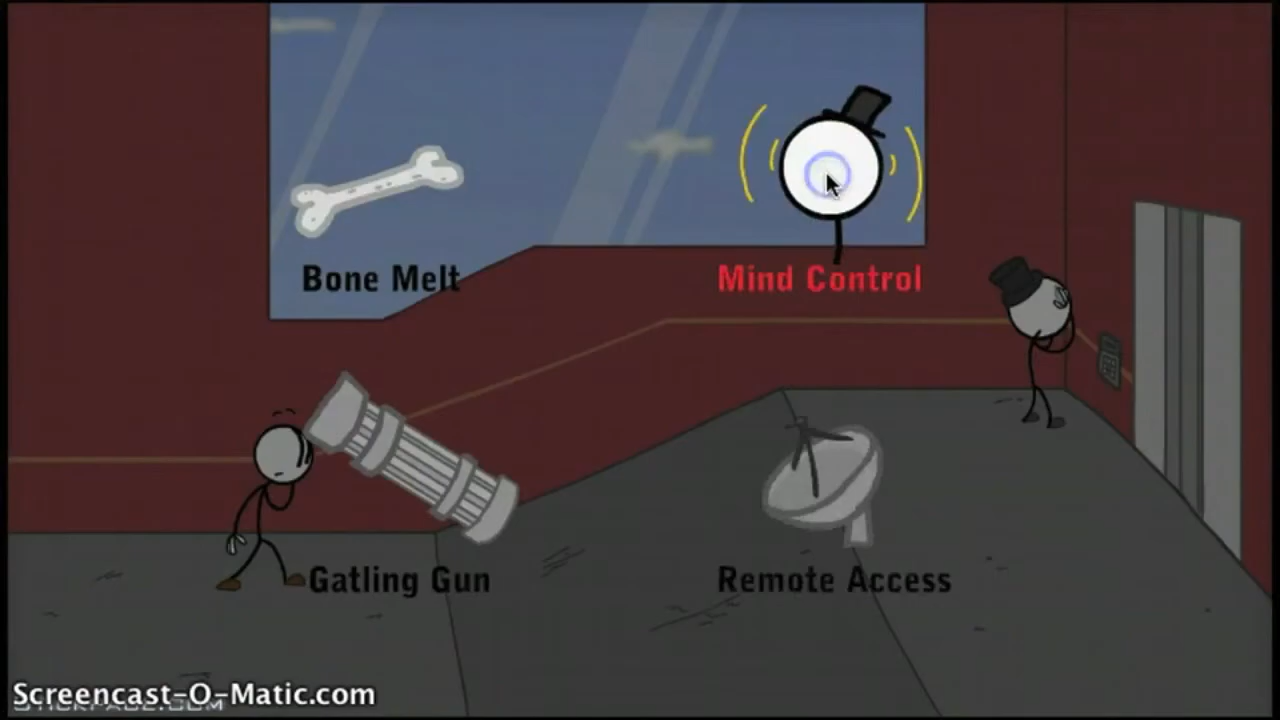 Bone Melt
Mind Control
Gatling Gun
Remote Access
Screencast-O-Matic.com